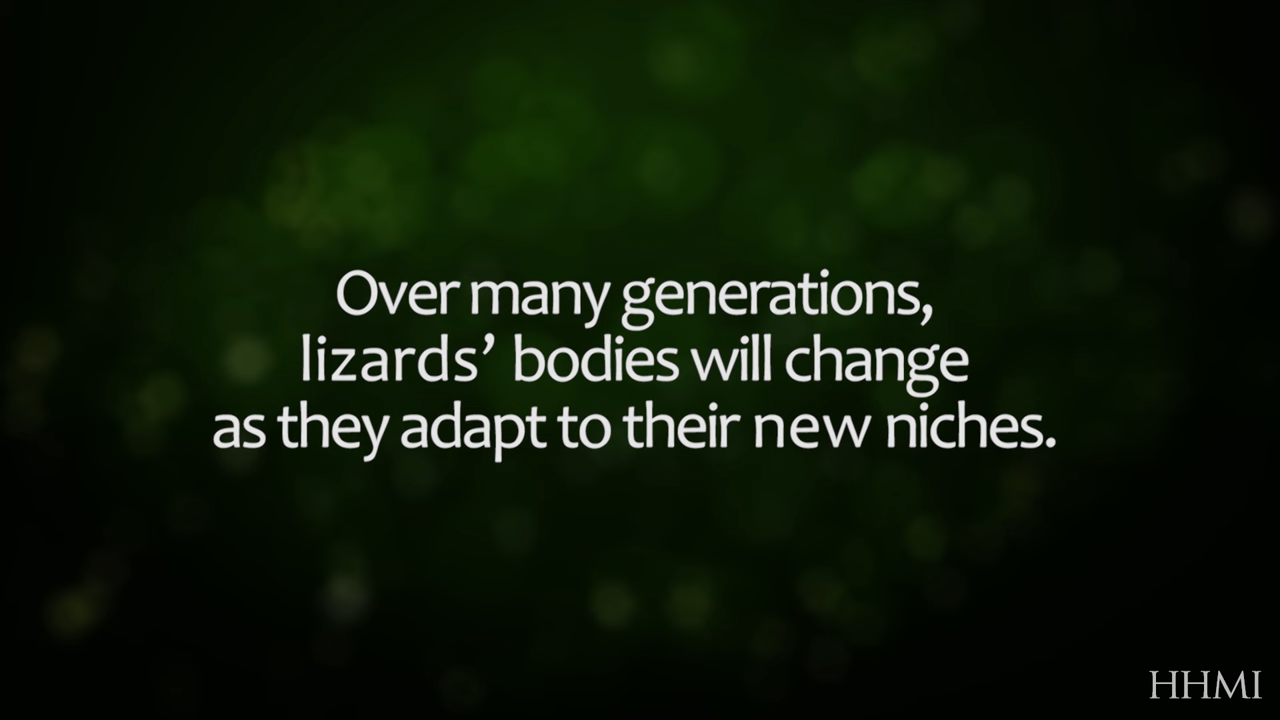 Over many generations,
lizards’ bodies will change
as they adapt to their new niches.
HHMI